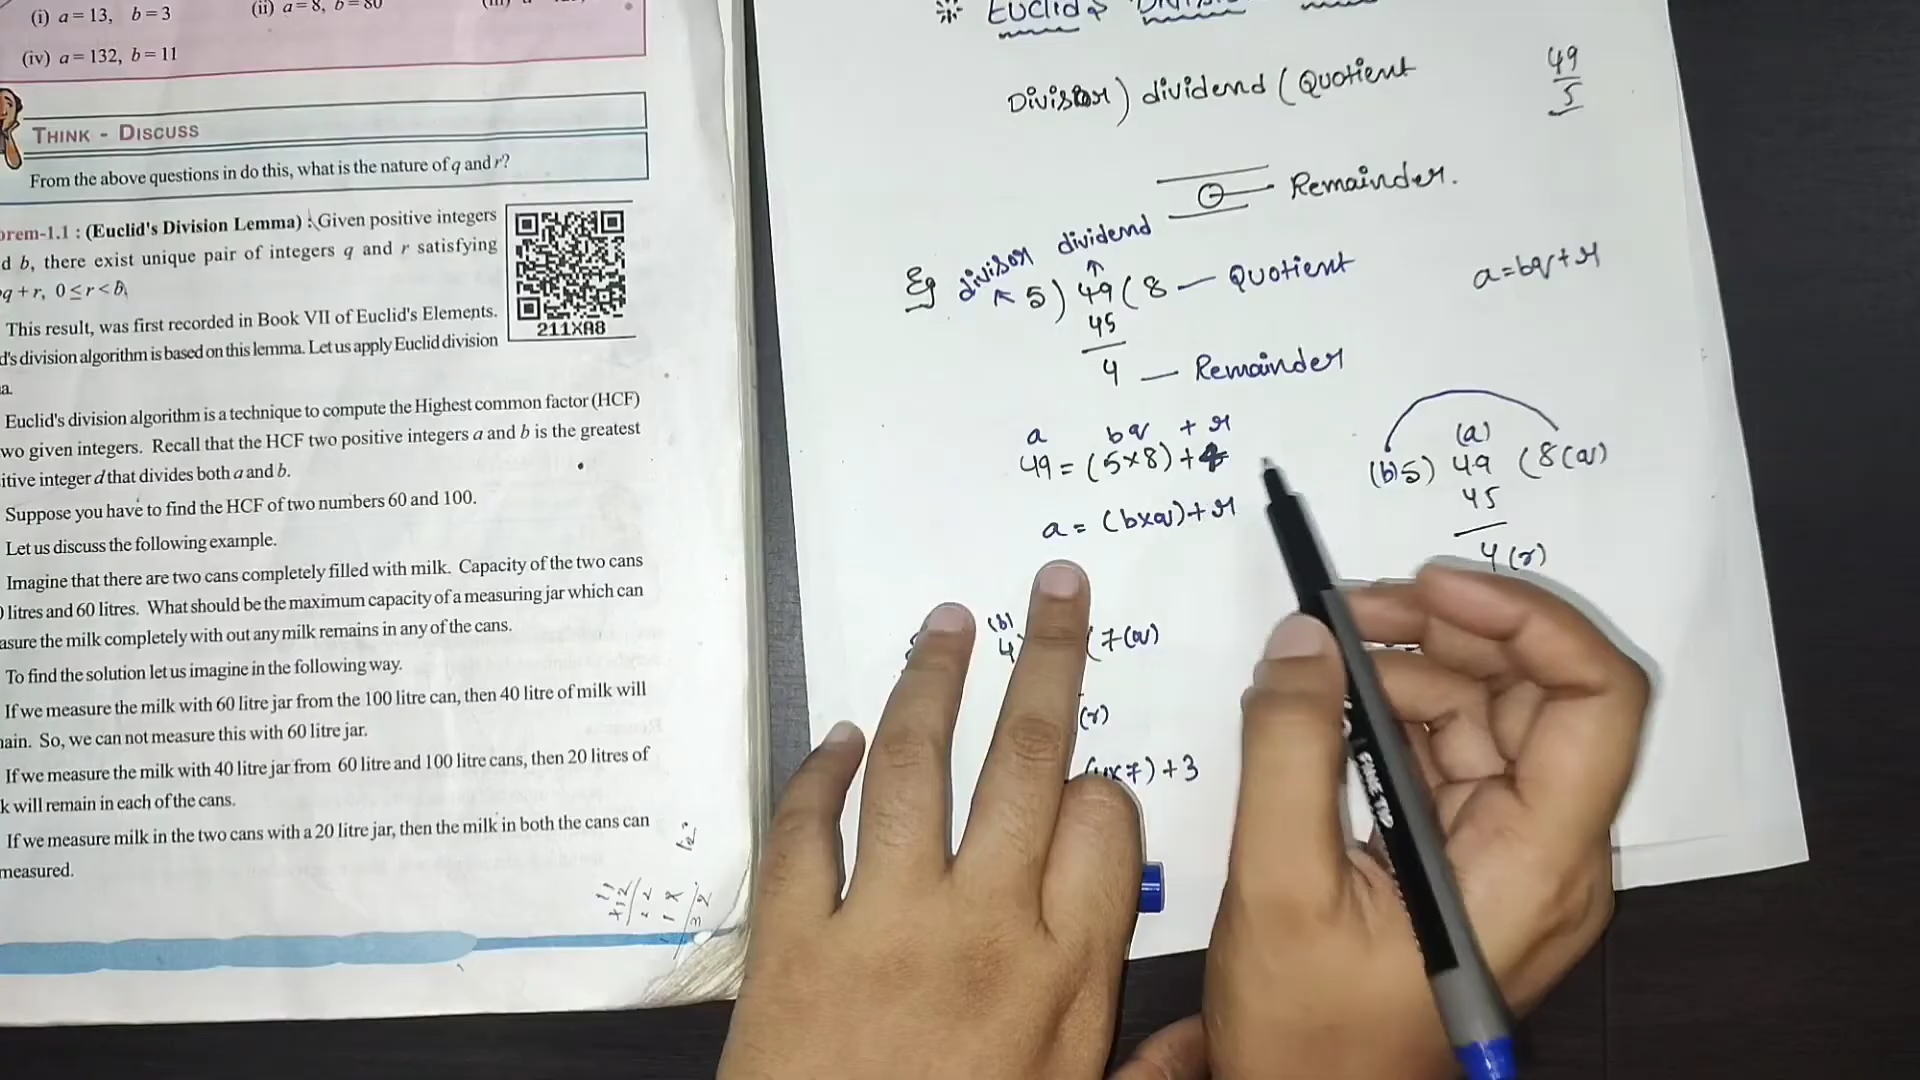 (i) a = 13, b = 3
(ii) a = 8, b = 80
(iv) a = 132, b = 11
THINK - DISCUSS
From the above questions in do this, what is the nature of q and r?
orem-1.1 : (Euclid's Division Lemma) : Given positive integers
d b, there exist unique pair of integers q and r satisfying
q + r, 0 ≤ r < b
This result, was first recorded in Book VII of Euclid's Elements.
d's division algorithm is based on this lemma. Let us apply Euclid division
a.
211XA8
Euclid's division algorithm is a technique to compute the Highest common factor (HCF)
wo given integers. Recall that the HCF two positive integers a and b is the greatest
itive integer d that divides both a and b.
Suppose you have to find the HCF of two numbers 60 and 100.
Let us discuss the following example.
Imagine that there are two cans completely filled with milk. Capacity of the two cans
litres and 60 litres. What should be the maximum capacity of a measuring jar which can
asure the milk completely with out any milk remains in any of the cans.
To find the solution let us imagine in the following way.
If we measure the milk with 60 litre jar from the 100 litre can, then 40 litre of milk will
nain. So, we can not measure this with 60 litre jar.
If we measure the milk with 40 litre jar from 60 litre and 100 litre cans, then 20 litres of
k will remain in each of the cans.
If we measure milk in the two cans with a 20 litre jar, then the milk in both the cans can
measured.
Euclid's
Divisior ) dividend ( Quotient
49
5
Remainder.
Eg divisor dividend
5 ) 49 ( 8 — Quotient
45
4 — Remainder
a = bq + r
a bq + r
49 = (5×8) + 4
a = (b×q) + r
(a)
(b) 5 ) 49 ( 8 (q)
45
4 (r)
(b)
4 ) ( 7 (q)
(r)
(4×7) + 3